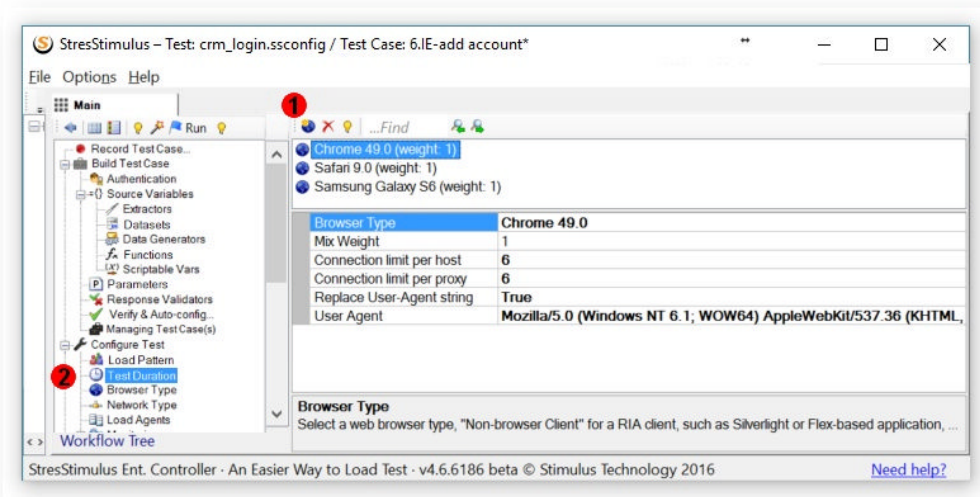 StresStimulus – Test: crm_login.ssconfig / Test Case: 6.IE-add account*
File Options Help
Main
1
Run
...Find
Record Test Case...
Build Test Case
Authentication
Source Variables
Extractors
Datasets
Data Generators
Functions
Scriptable Vars
Parameters
Response Validators
Verify & Auto-config...
Managing Test Case(s)
Configure Test
Load Pattern
2
Test Duration
Browser Type
Network Type
Load Agents
Workflow Tree
Chrome 49.0 (weight: 1)
Safari 9.0 (weight: 1)
Samsung Galaxy S6 (weight: 1)
Browser Type Chrome 49.0
Mix Weight 1
Connection limit per host 6
Connection limit per proxy 6
Replace User-Agent string True
User Agent Mozilla/5.0 (Windows NT 6.1; WOW64) AppleWebKit/537.36 (KHTML,
Browser Type
Select a web browser type, "Non-browser Client" for a RIA client, such as Silverlight or Flex-based application, ...
StresStimulus Ent. Controller · An Easier Way to Load Test · v4.6.6186 beta © Stimulus Technology 2016 Need help?